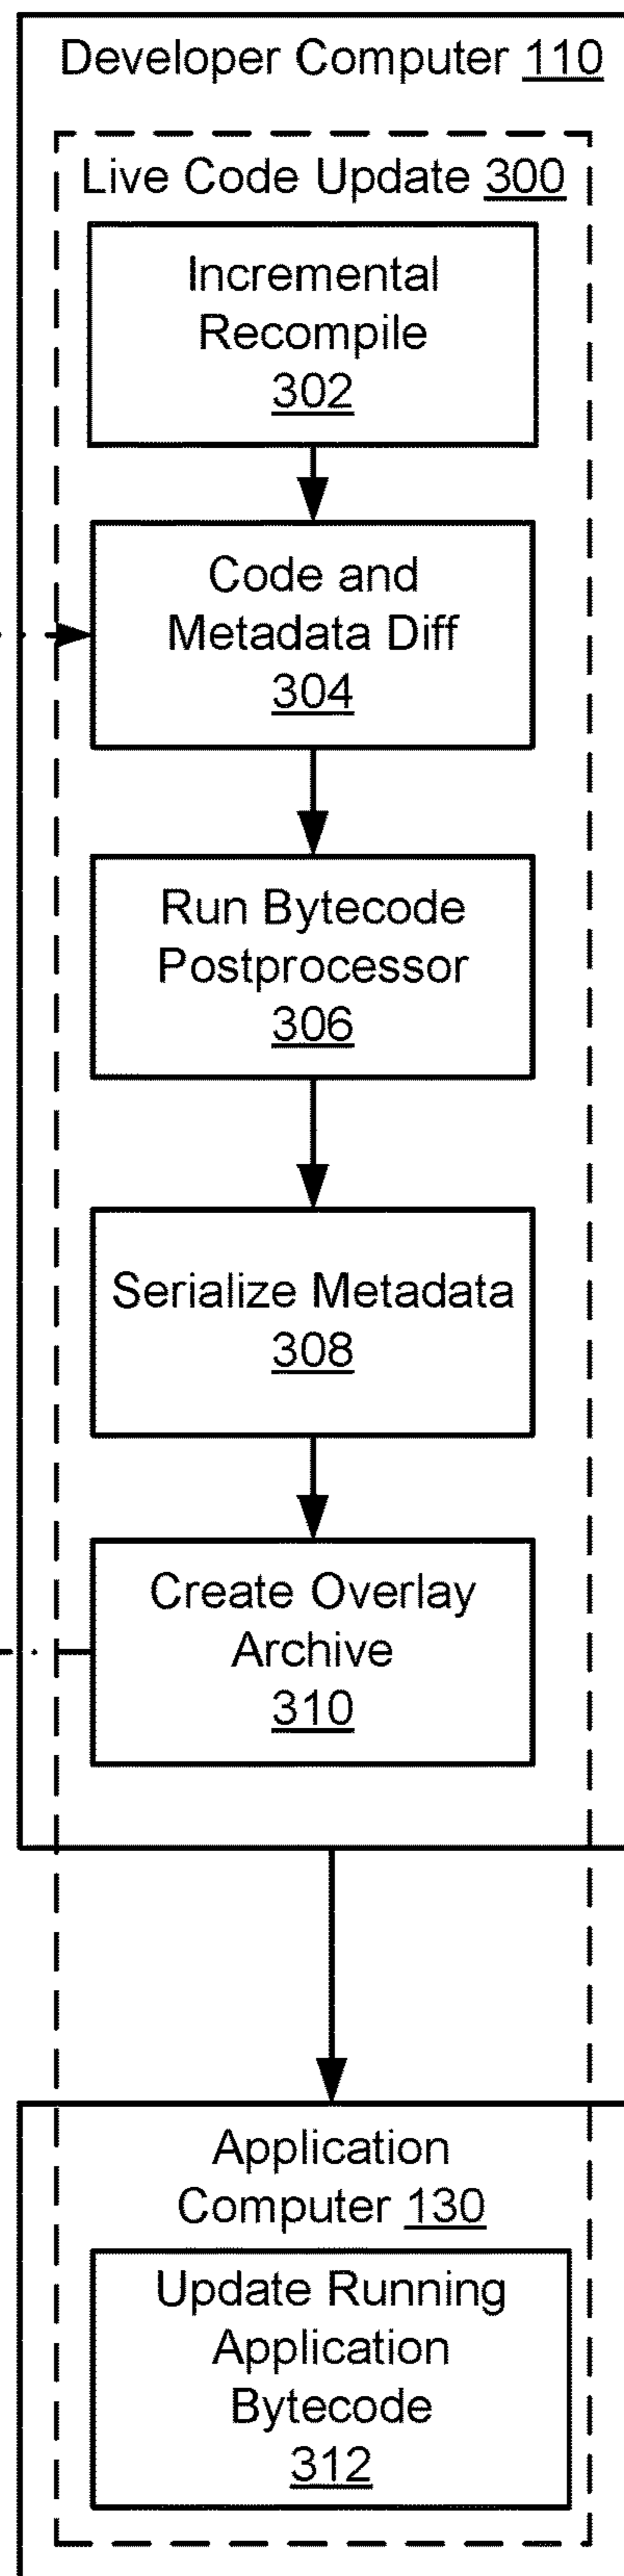 Developer Computer 110
Live Code Update 300
Incremental
Recompile
302
Code and
Metadata Diff
304
Run Bytecode
Postprocessor
306
Serialize Metadata
308
Create Overlay
Archive
310
Application
Computer 130
Update Running
Application
Bytecode
312